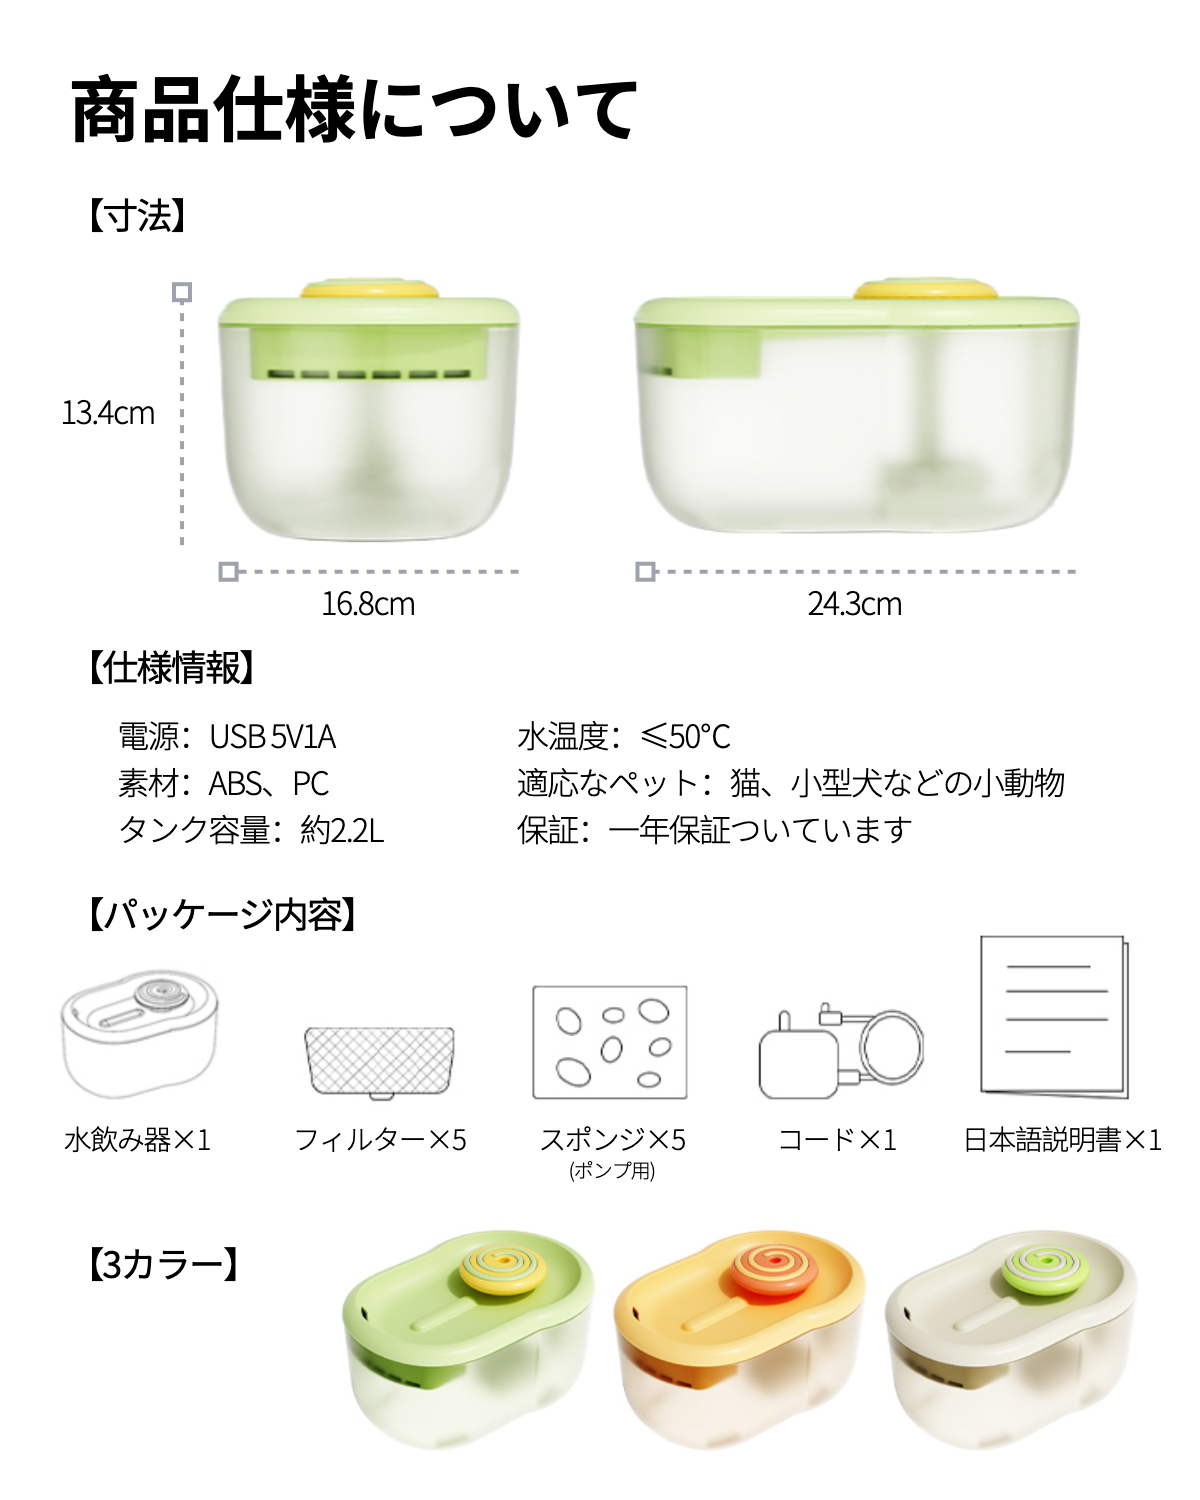 商品仕様について
【寸法】
13.4cm
16.8cm
24.3cm
【仕様情報】
電源：USB 5V1A
水温度：≤50°C
素材：ABS、PC
適応なペット：猫、小型犬などの小動物
タンク容量：約2.2L
保証：一年保証ついています
【パッケージ内容】
水飲み器×1
フィルター×5
スポンジ×5
(ポンプ用)
コード×1
日本語説明書×1
【3カラー】